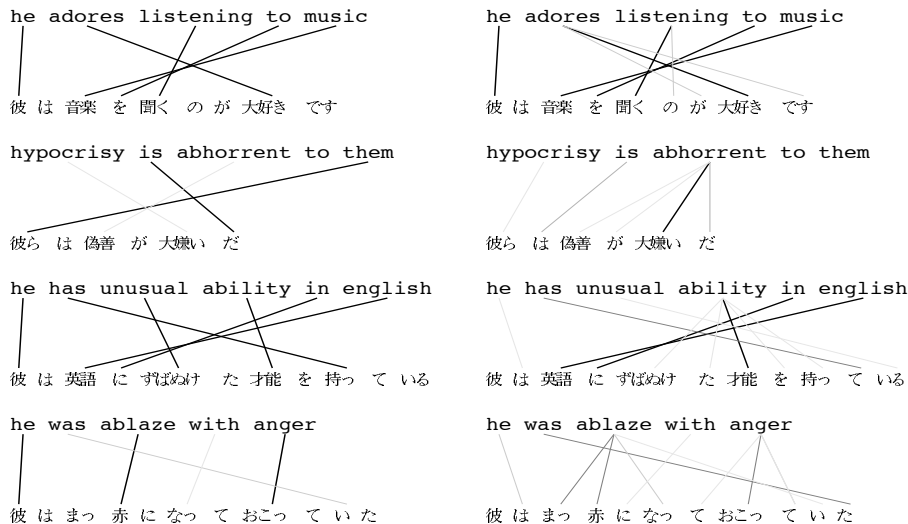 he adores listening to music he adores listening to music
彼 は 音楽 を 聞く の が 大好き です 彼 は 音楽 を 聞く の が 大好き です
hypocrisy is abhorrent to them hypocrisy is abhorrent to them
彼ら は 偽善 が 大嫌い だ 彼ら は 偽善 が 大嫌い だ
he has unusual ability in english he has unusual ability in english
彼 は 英語 に ずばぬけ た 才能 を 持っ て いる 彼 は 英語 に ずばぬけ た 才能 を 持っ て いる
he was ablaze with anger he was ablaze with anger
彼 は まっ 赤 に なっ て おこっ て い た 彼 は まっ 赤 に なっ て おこっ て い た